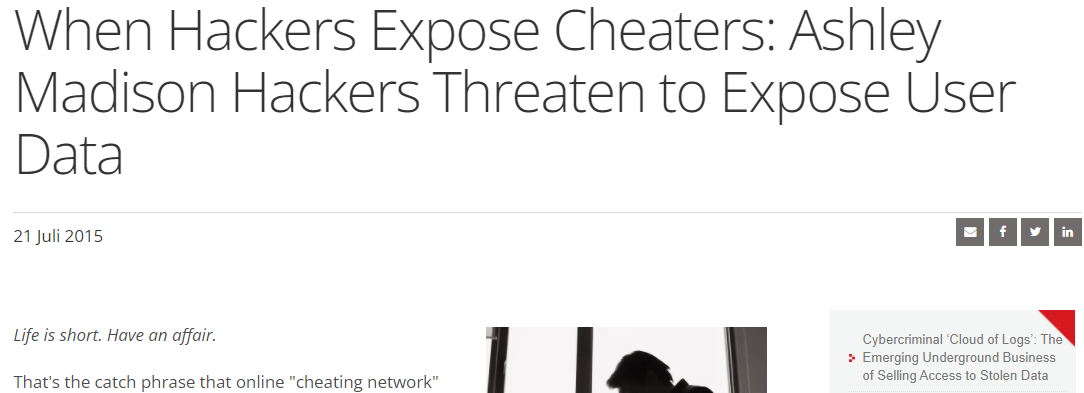 When Hackers Expose Cheaters: Ashley
Madison Hackers Threaten to Expose User
Data
21 Juli 2015
Life is short. Have an affair.
That's the catch phrase that online "cheating network"
Cybercriminal ‘Cloud of Logs’: The
Emerging Underground Business
of Selling Access to Stolen Data